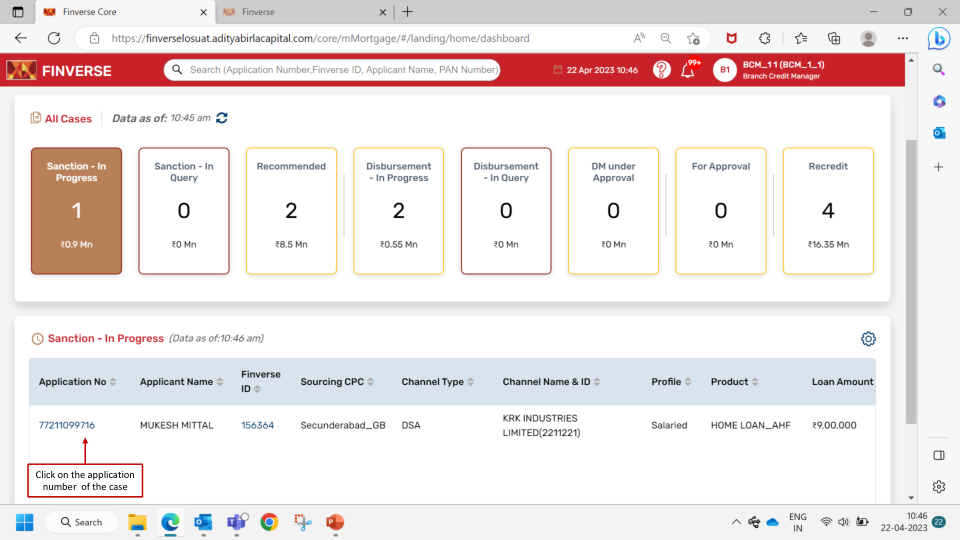 Finverse Core
Finverse
https://finverselosuat.adityabirlacapital.com/core/mMortgage/#/landing/home/dashboard
FINVERSE
Search (Application Number,Finverse ID, Applicant Name, PAN Number)
22 Apr 2023 10:46
99+
B1
BCM_1 1 (BCM_1_1)
Branch Credit Manager
All Cases
Data as of: 10:45 am
Sanction - In Progress
1
₹0.9 Mn
Sanction - In Query
0
₹0 Mn
Recommended
2
₹8.5 Mn
Disbursement - In Progress
2
₹0.55 Mn
Disbursement - In Query
0
₹0 Mn
DM under Approval
0
₹0 Mn
For Approval
0
₹0 Mn
Recredit
4
₹16.35 Mn
Sanction - In Progress (Data as of:10:46 am)
Application No Applicant Name Finverse ID Sourcing CPC Channel Type Channel Name & ID Profile Product Loan Amount
77211099716 MUKESH MITTAL 156364 Secunderabad_GB DSA KRK INDUSTRIES LIMITED(2211221) Salaried HOME LOAN_AHF ₹9,00,000
Click on the application
number of the case
Search
ENG
IN
10:46
22-04-2023
22